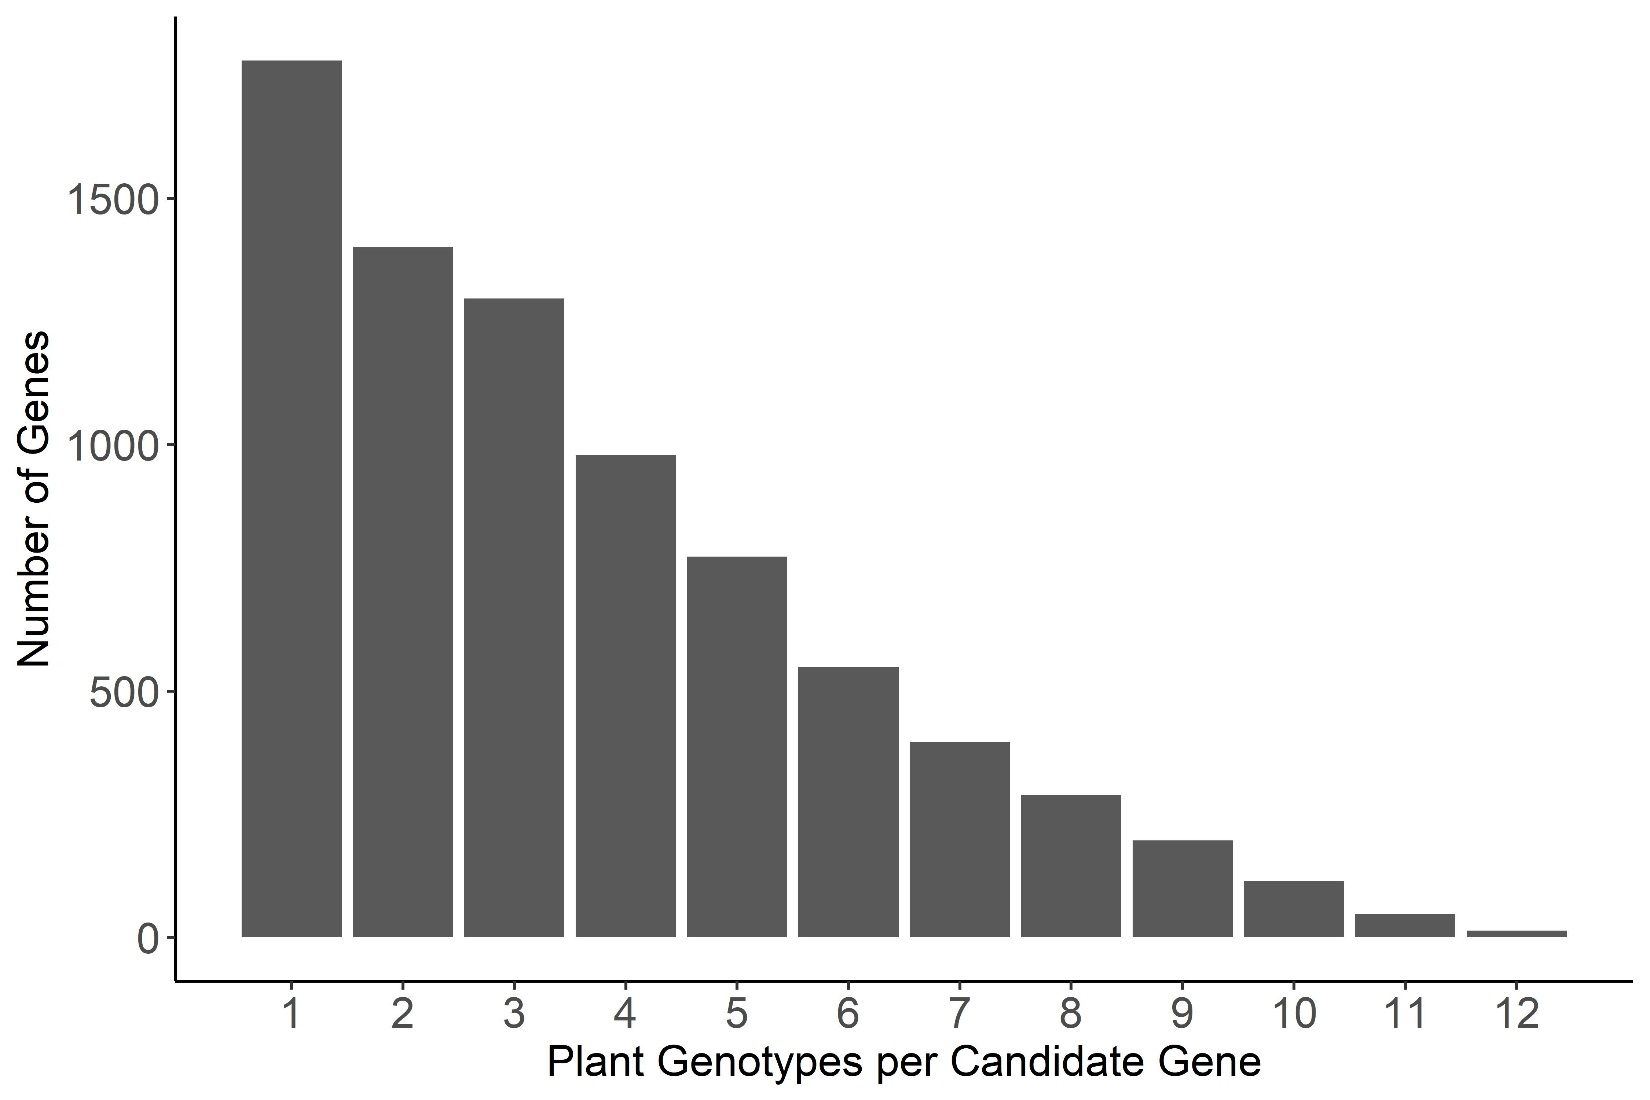 Number of Genes
1500
1000
500
0
1 2 3 4 5 6 7 8 9 10 11 12
Plant Genotypes per Candidate Gene